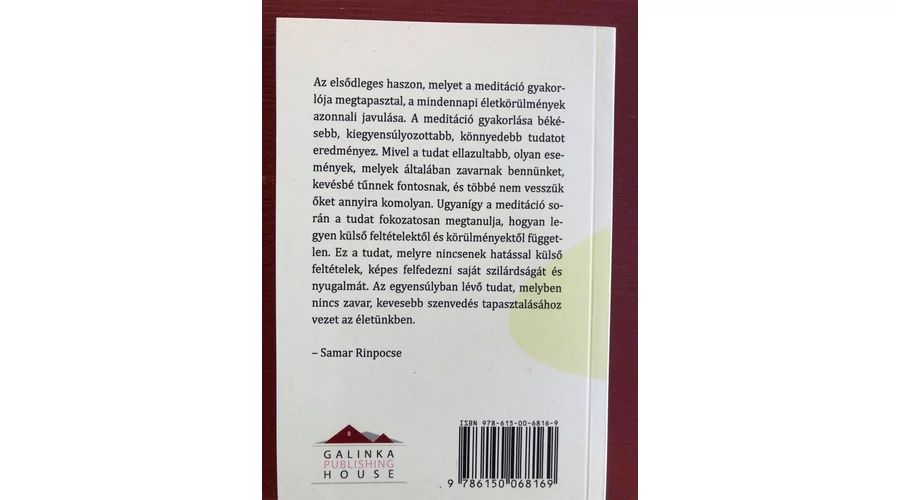 Az elsődleges haszon, melyet a meditáció gyakor-
lója megtapasztal, a mindennapi életkörülmények
azonnali javulása. A meditáció gyakorlása béké-
sebb, kiegyensúlyozottabb, könnyedebb tudatot
eredményez. Mivel a tudat ellazultabb, olyan ese-
mények, melyek általában zavarnak bennünket,
kevésbé tűnnek fontosnak, és többé nem vesszük
őket annyira komolyan. Ugyanígy a meditáció so-
rán a tudat fokozatosan megtanulja, hogyan le-
gyen külső feltételektől és körülményektől függet-
len. Ez a tudat, melyre nincsenek hatással külső
feltételek, képes felfedezni saját szilárdságát és
nyugalmát. Az egyensúlyban lévő tudat, melyben
nincs zavar, kevesebb szenvedés tapasztalásához
vezet az életünkben.
– Samar Rinpocse
GALINKA
PUBLISHING
HOUSE
ISBN 978-615-00-6816-9
9 786150 068169